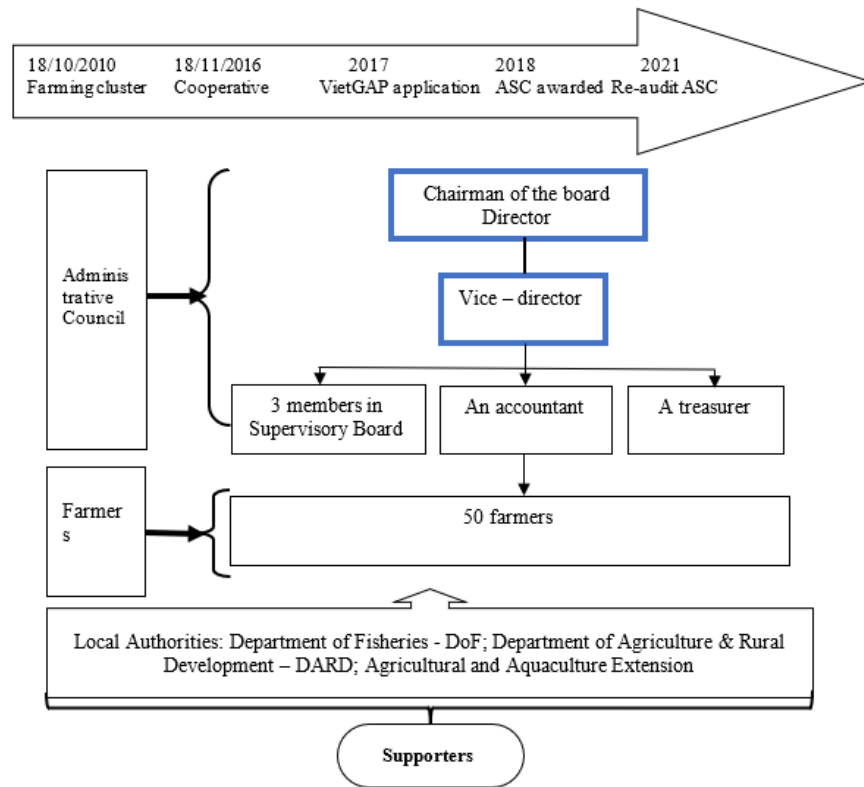 18/10/2010 18/11/2016 2017 2018 2021
Farming cluster Cooperative VietGAP application ASC awarded Re-audit ASC
Chairman of the board
Director
Adminis
trative
Council
Vice – director
3 members in
Supervisory Board
An accountant
A treasurer
Farmer
s
50 farmers
Local Authorities: Department of Fisheries - DoF; Department of Agriculture & Rural
Development – DARD; Agricultural and Aquaculture Extension
Supporters